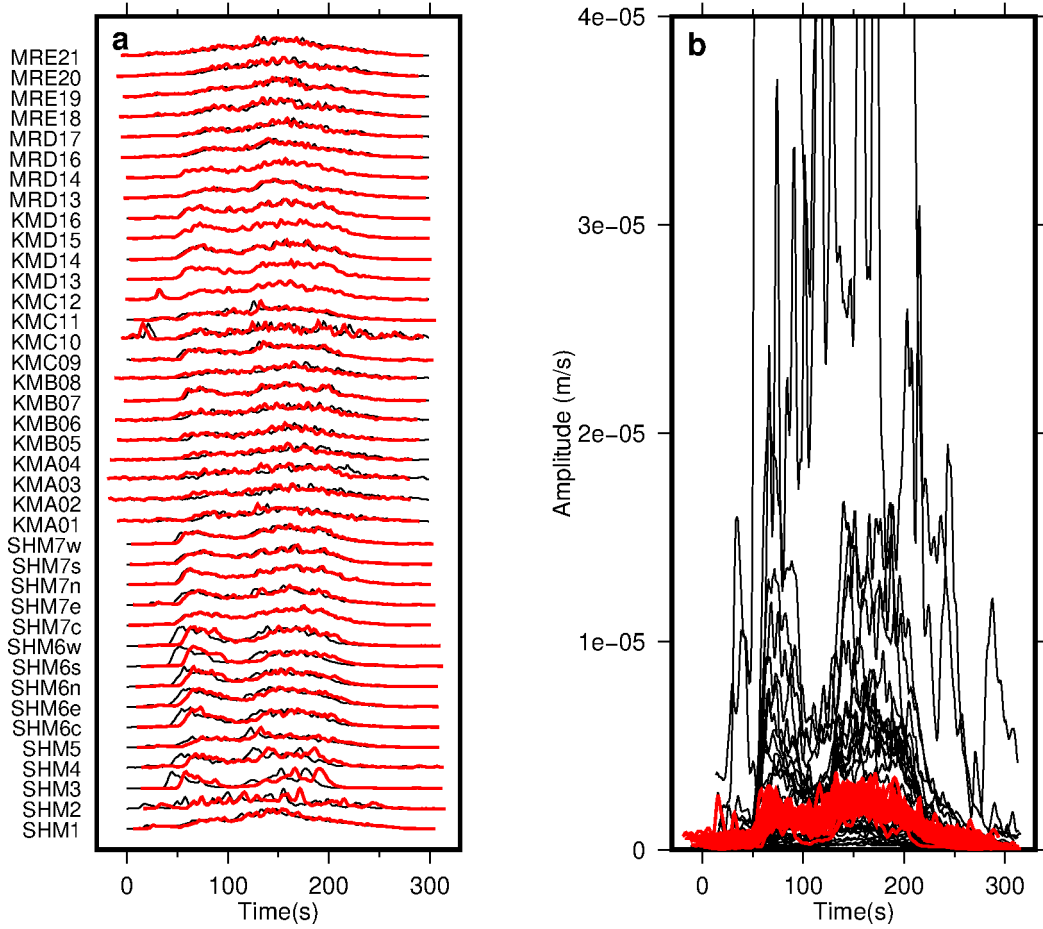 a
MRE21
MRE20
MRE19
MRE18
MRD17
MRD16
MRD14
MRD13
KMD16
KMD15
KMD14
KMD13
KMC12
KMC11
KMC10
KMC09
KMB08
KMB07
KMB06
KMB05
KMA04
KMA03
KMA02
KMA01
SHM7w
SHM7s
SHM7n
SHM7e
SHM7c
SHM6w
SHM6s
SHM6n
SHM6e
SHM6c
SHM5
SHM4
SHM3
SHM2
SHM1
0 100 200 300
Time(s)
b
4e-05
3e-05
2e-05
1e-05
0
Amplitude (m/s)
0 100 200 300
Time(s)